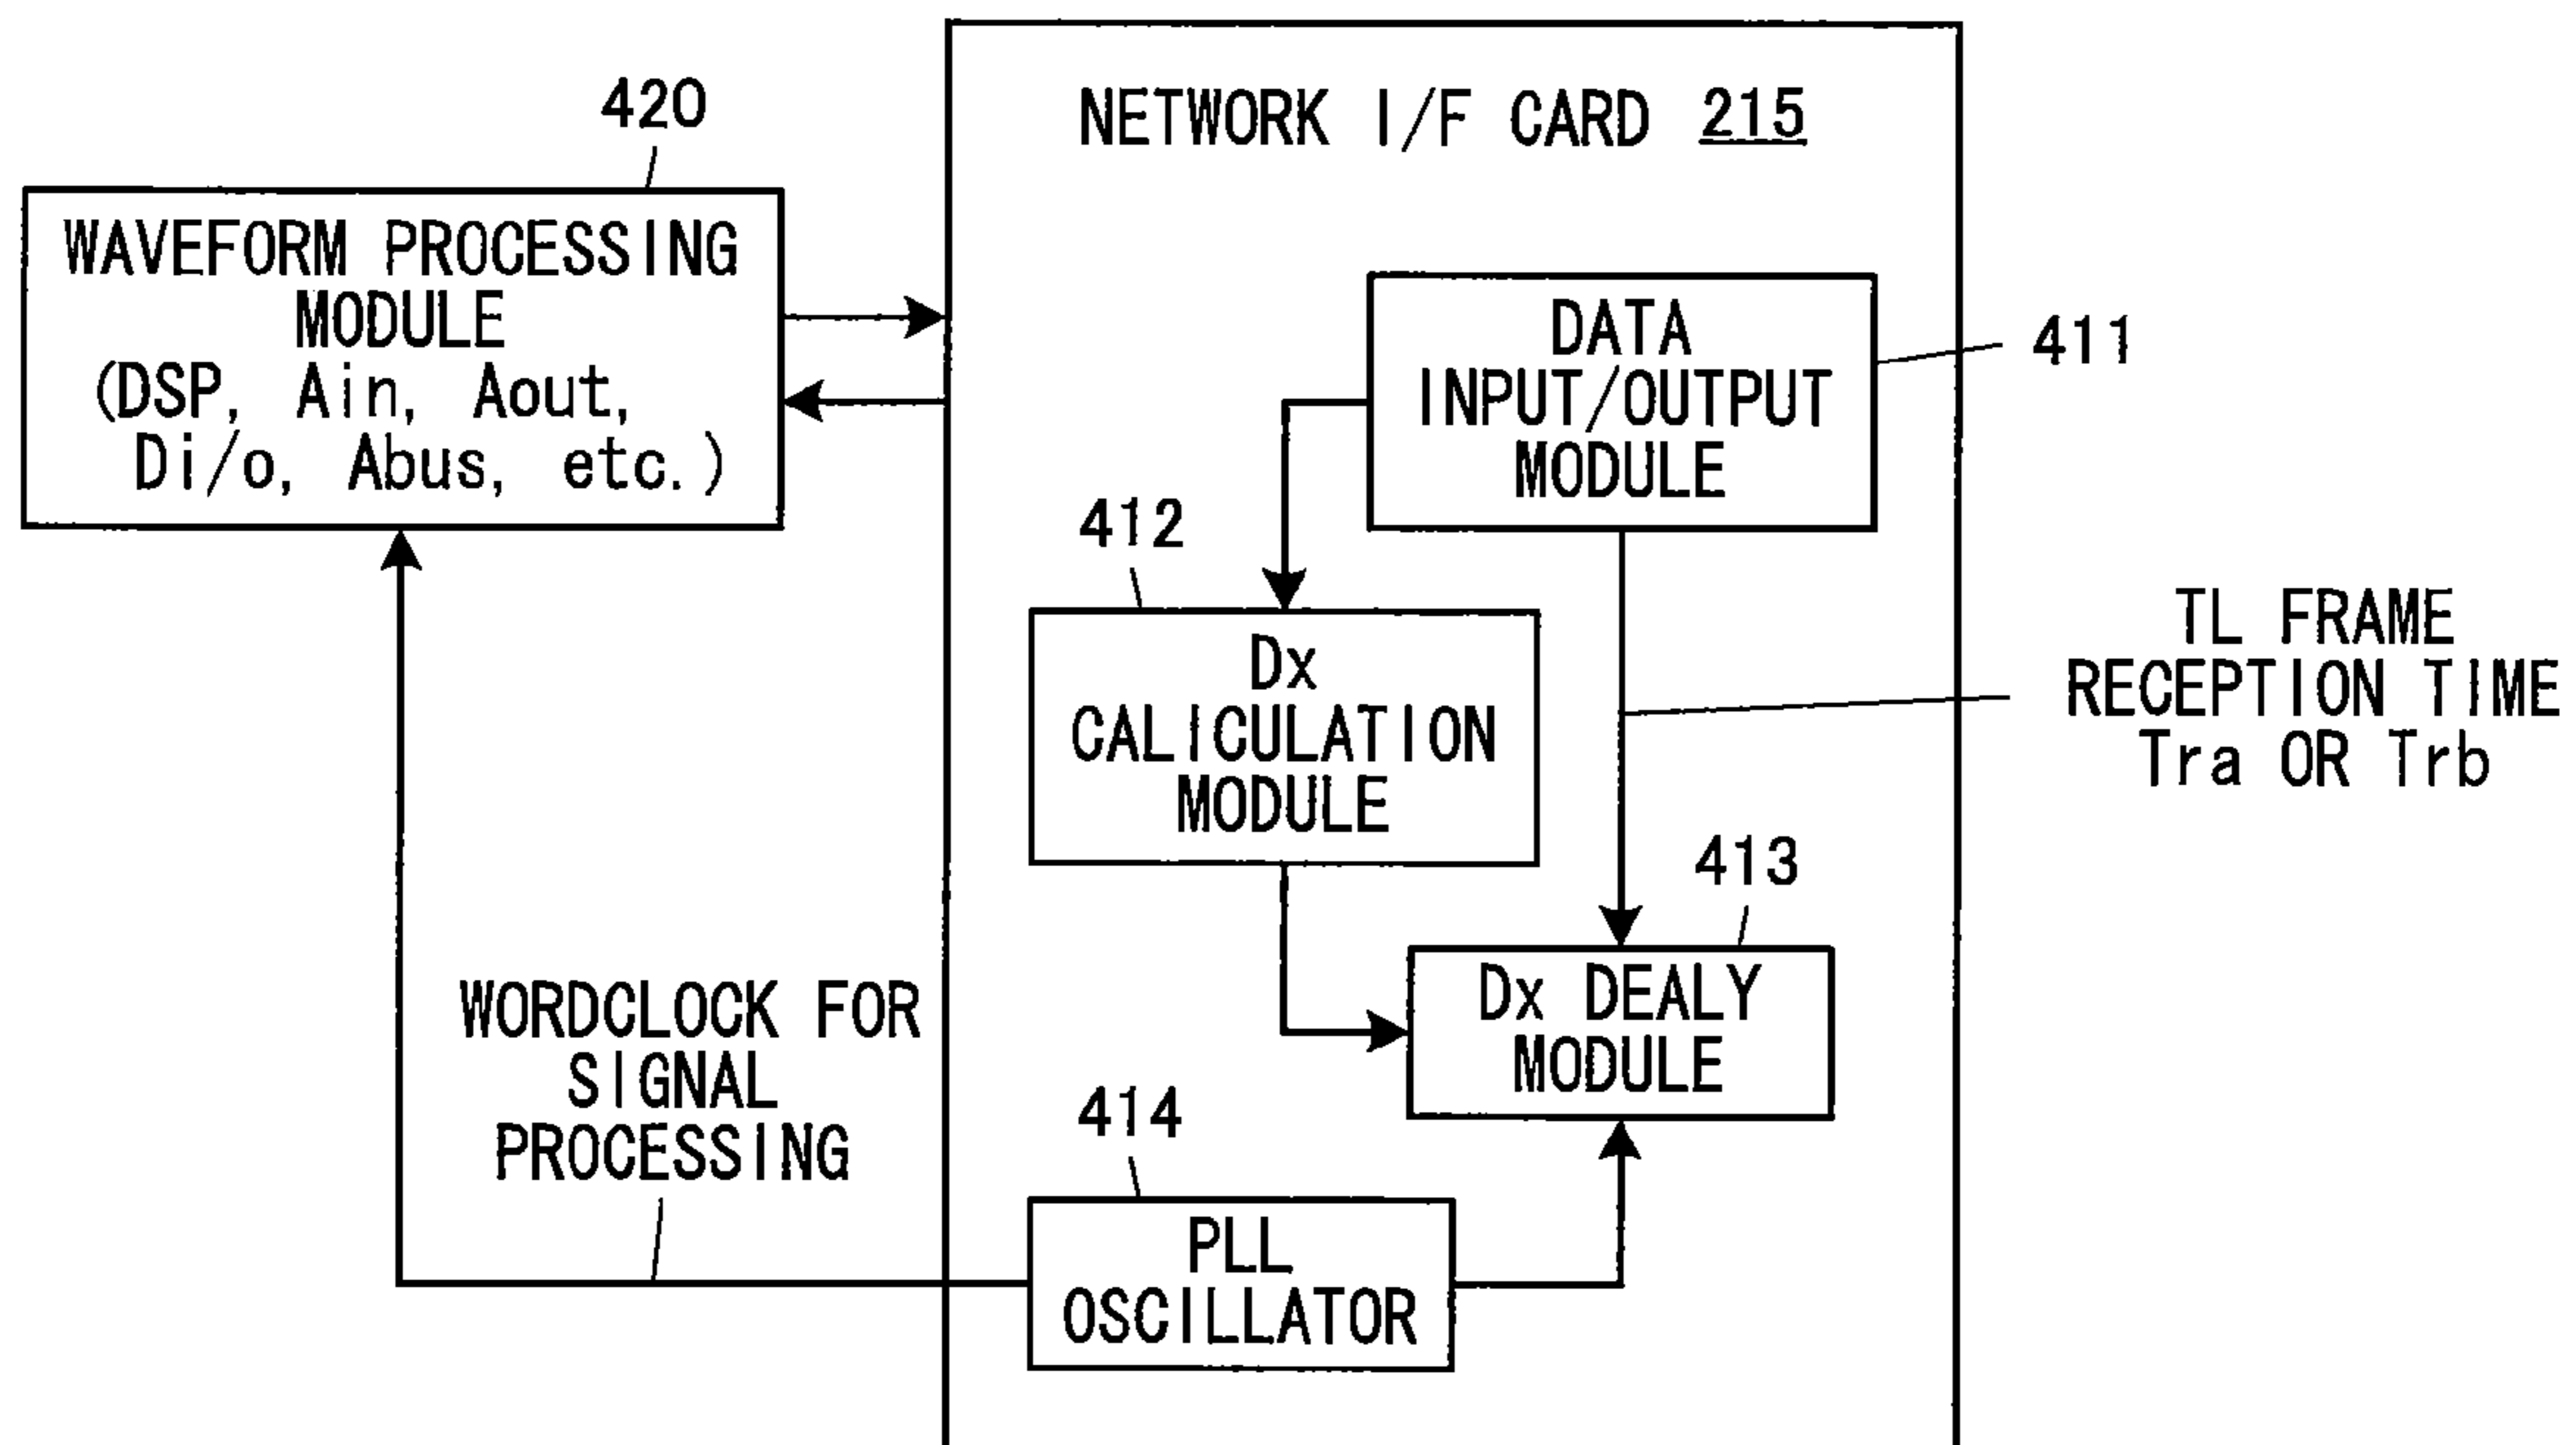 420
NETWORK I/F CARD 215
WAVEFORM PROCESSING
MODULE
(DSP, Ain, Aout,
Di/o, Abus, etc.)
DATA
INPUT/OUTPUT
MODULE
411
412
Dx
CALICULATION
MODULE
TL FRAME
RECEPTION TIME
Tra OR Trb
413
Dx DEALY
MODULE
WORDCLOCK FOR
SIGNAL
PROCESSING
414
PLL
OSCILLATOR